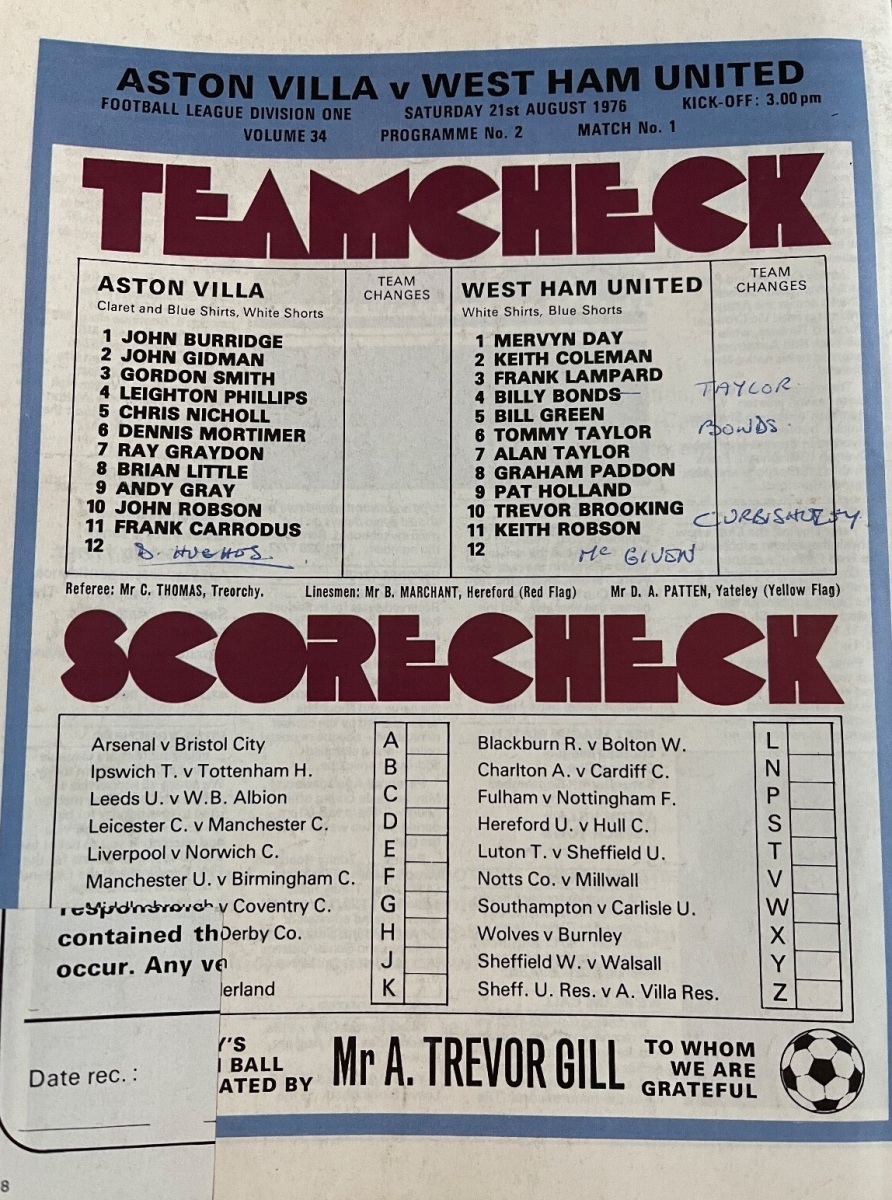 ASTON VILLA v WEST HAM UNITED
FOOTBALL LEAGUE DIVISION ONE SATURDAY 21st AUGUST 1976 KICK-OFF: 3.00 pm
VOLUME 34 PROGRAMME No. 2 MATCH No. 1
TEAMCHECK
ASTON VILLA
Claret and Blue Shirts, White Shorts
TEAM
CHANGES
1 JOHN BURRIDGE
2 JOHN GIDMAN
3 GORDON SMITH
4 LEIGHTON PHILLIPS
5 CHRIS NICHOLL
6 DENNIS MORTIMER
7 RAY GRAYDON
8 BRIAN LITTLE
9 ANDY GRAY
10 JOHN ROBSON
11 FRANK CARRODUS
12 B. HUGHES.
WEST HAM UNITED
White Shirts, Blue Shorts
TEAM
CHANGES
1 MERVYN DAY
2 KEITH COLEMAN
3 FRANK LAMPARD
4 BILLY BONDS TAYLOR.
5 BILL GREEN
6 TOMMY TAYLOR BONDS.
7 ALAN TAYLOR
8 GRAHAM PADDON
9 PAT HOLLAND
10 TREVOR BROOKING CURBISHLEY.
11 KEITH ROBSON
12 Mc GIVEN
Referee: Mr C. THOMAS, Treorchy. Linesmen: Mr B. MARCHANT, Hereford (Red Flag) Mr D. A. PATTEN, Yateley (Yellow Flag)
SCORECHECK
Arsenal v Bristol City A
Ipswich T. v Tottenham H. B
Leeds U. v W.B. Albion C
Leicester C. v Manchester C. D
Liverpool v Norwich C. E
Manchester U. v Birmingham C. F
v Coventry C. G
Derby Co. H
J
erland K
Blackburn R. v Bolton W. L
Charlton A. v Cardiff C. N
Fulham v Nottingham F. P
Hereford U. v Hull C. S
Luton T. v Sheffield U. T
Notts Co. v Millwall V
Southampton v Carlisle U. W
Wolves v Burnley X
Sheffield W. v Walsall Y
Sheff. U. Res. v A. Villa Res. Z
contained th
occur. Any ve
Date rec. :
Y'S
BALL
ATED BY
Mr A. TREVOR GILL
TO WHOM
WE ARE
GRATEFUL
8